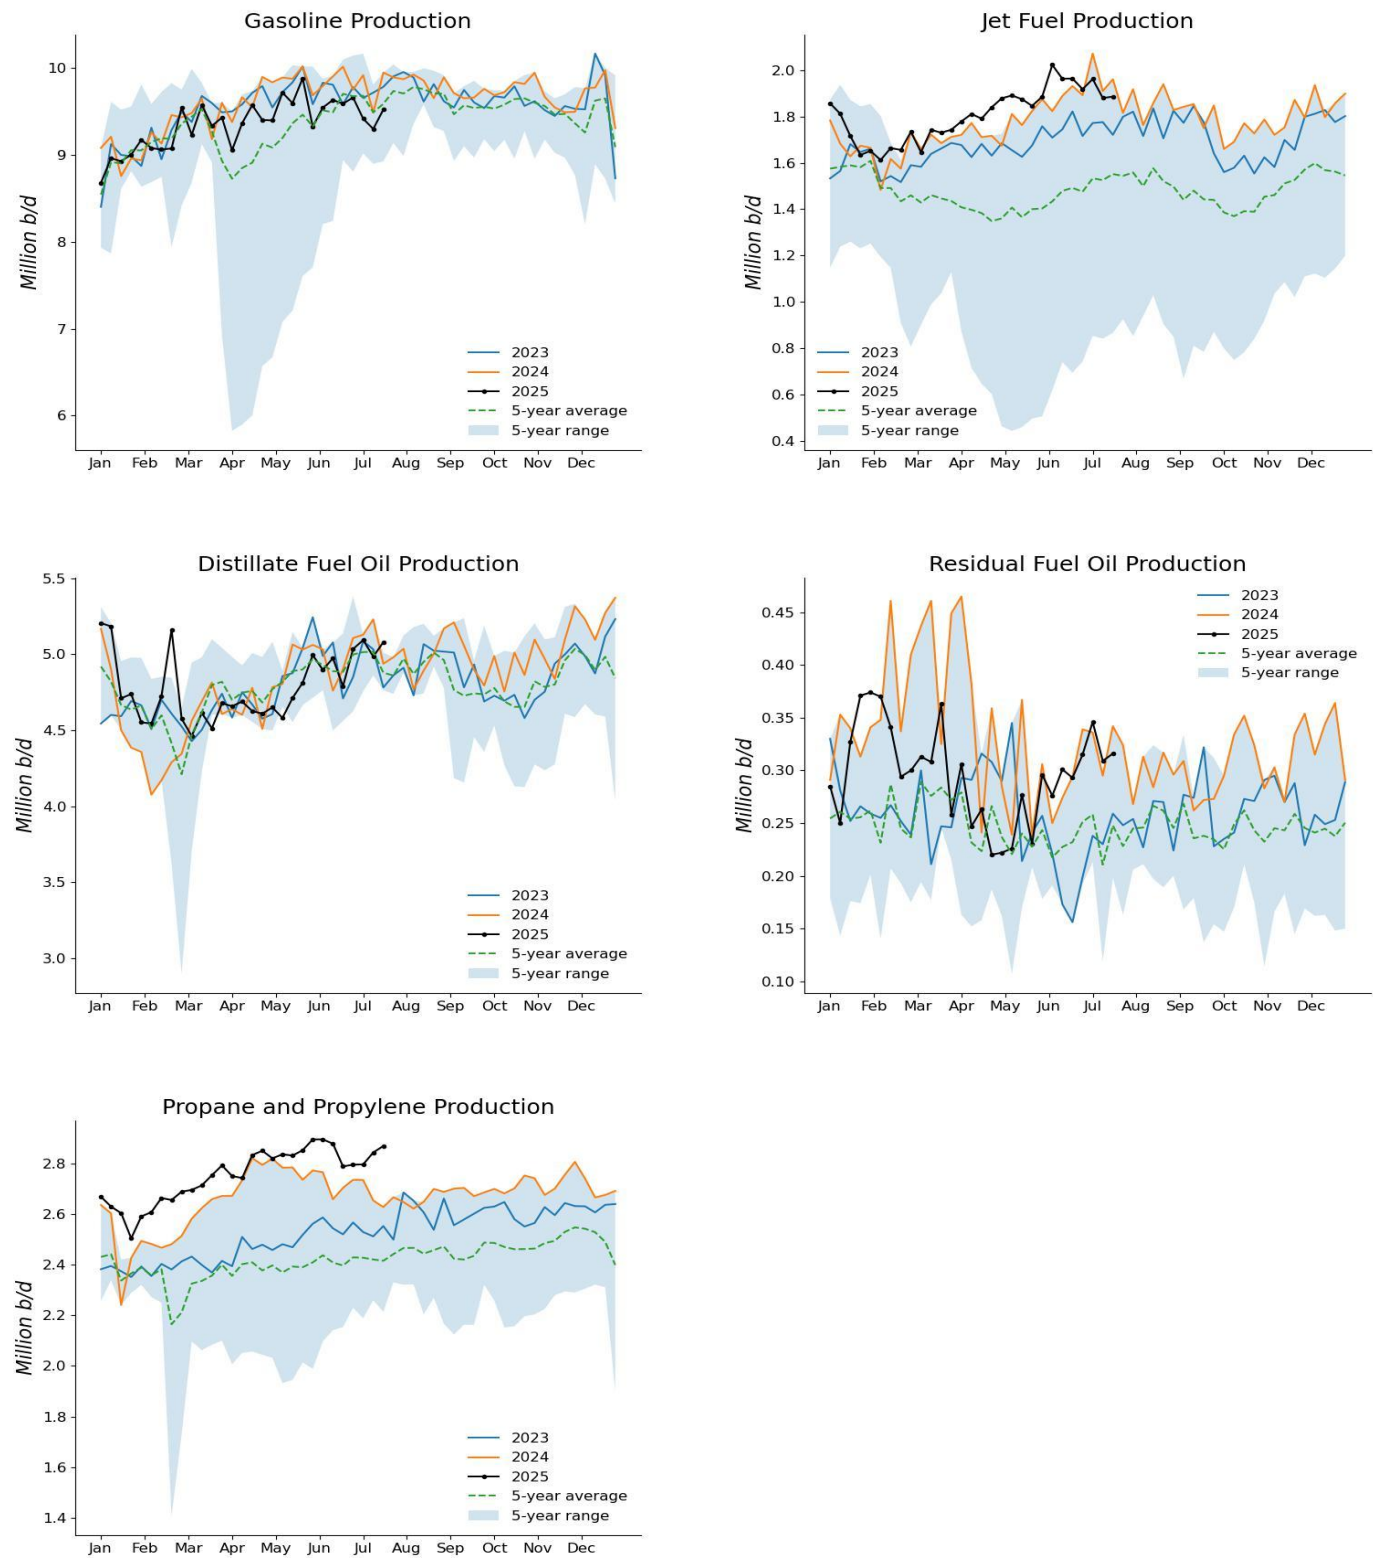 Gasoline Production
Million b/d
10
9
8
7
6
2023
2024
2025
5-year average
5-year range
Jan Feb Mar Apr May Jun Jul Aug Sep Oct Nov Dec
Jet Fuel Production
Million b/d
2.0
1.8
1.6
1.4
1.2
1.0
0.8
0.6
0.4
2023
2024
2025
5-year average
5-year range
Jan Feb Mar Apr May Jun Jul Aug Sep Oct Nov Dec
Distillate Fuel Oil Production
Million b/d
5.5
5.0
4.5
4.0
3.5
3.0
2023
2024
2025
5-year average
5-year range
Jan Feb Mar Apr May Jun Jul Aug Sep Oct Nov Dec
Residual Fuel Oil Production
Million b/d
0.45
0.40
0.35
0.30
0.25
0.20
0.15
0.10
2023
2024
2025
5-year average
5-year range
Jan Feb Mar Apr May Jun Jul Aug Sep Oct Nov Dec
Propane and Propylene Production
Million b/d
2.8
2.6
2.4
2.2
2.0
1.8
1.6
1.4
2023
2024
2025
5-year average
5-year range
Jan Feb Mar Apr May Jun Jul Aug Sep Oct Nov Dec